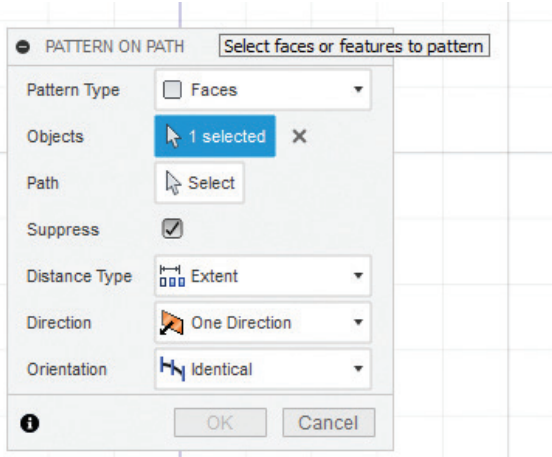 PATTERN ON PATH
Select faces or features to pattern
Pattern Type Faces
Objects 1 selected
Path Select
Suppress
Distance Type Extent
Direction One Direction
Orientation Identical
OK Cancel